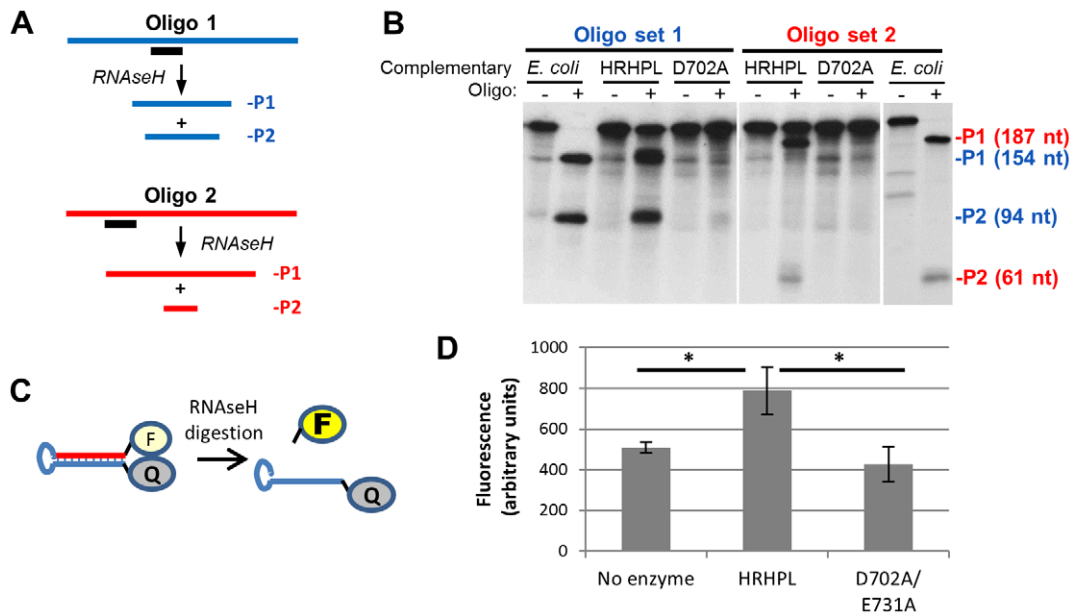 A
Oligo 1
RNAseH
-P1
+
-P2
Oligo 2
RNAseH
-P1
+
-P2
B
Oligo set 1 Oligo set 2
Complementary E. coli HRHPL D702A HRHPL D702A E. coli
Oligo: - + - + - + - + - + - +
-P1 (187 nt)
-P1 (154 nt)
-P2 (94 nt)
-P2 (61 nt)
C
RNAseH
digestion
F
Q
F
Q
D
Fluorescence
(arbitrary units)
1000
800
600
400
200
0
* *
No enzyme HRHPL D702A/
E731A